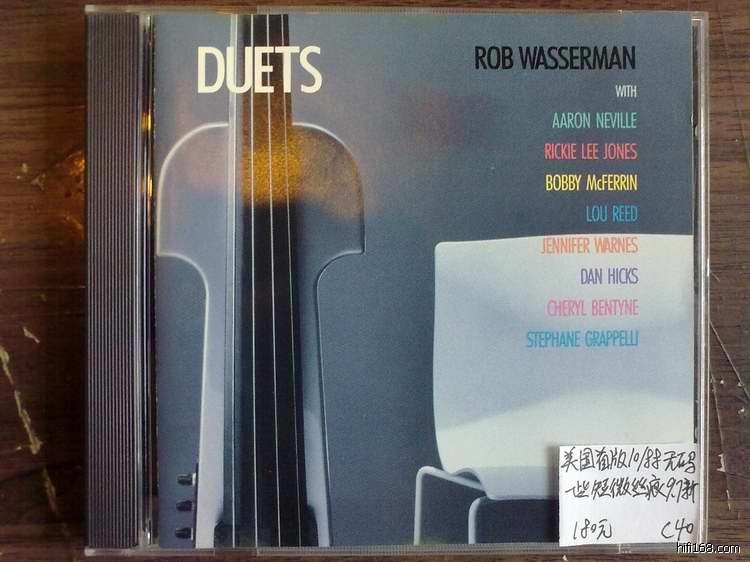 DUETS
ROB WASSERMAN
WITH
AARON NEVILLE
RICKIE LEE JONES
BOBBY McFERRIN
LOU REED
JENNIFER WARNES
DAN HICKS
CHERYL BENTYNE
STEPHANE GRAPPELLI
美国首版10/88无码
一些短微丝痕97新
180元 C40
hifi168.com